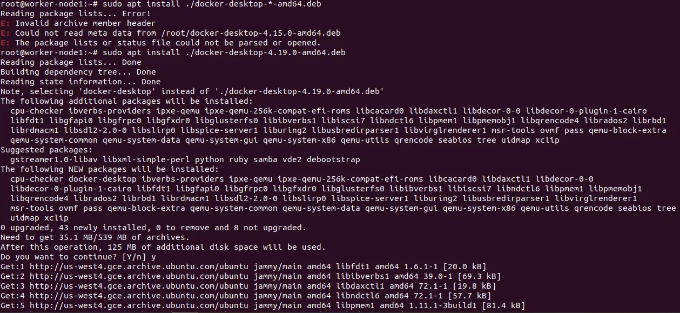 root@worker-node1:~# sudo apt install ./docker-desktop-*-amd64.deb
Reading package lists... Error!
E: Invalid archive member header
E: Could not read meta data from /root/docker-desktop-4.15.0-amd64.deb
E: The package lists or status file could not be parsed or opened.
root@worker-node1:~# sudo apt install ./docker-desktop-4.19.0-amd64.deb
Reading package lists... Done
Building dependency tree... Done
Reading state information... Done
Note, selecting 'docker-desktop' instead of './docker-desktop-4.19.0-amd64.deb'
The following additional packages will be installed:
cpu-checker ibverbs-providers ipxe-qemu ipxe-qemu-256k-compat-efi-roms libcacard0 libdaxctl1 libdecor-0-0 libdecor-0-plugin-1-cairo
libfdt1 libgfapi0 libgfrpc0 libgfxdr0 libglusterfs0 libibverbs1 libiscsi7 libndctl6 libpmem1 libpmemobj1 libqrencode4 librados2 librbd1
librdmacm1 libsdl2-2.0-0 libslirp0 libspice-server1 liburing2 libusbredirparser1 libvirglrenderer1 msr-tools ovmf pass qemu-block-extra
qemu-system-common qemu-system-data qemu-system-gui qemu-system-x86 qemu-utils qrencode seabios tree uidmap xclip
Suggested packages:
gstreamer1.0-libav libxml-simple-perl python ruby samba vde2 debootstrap
The following NEW packages will be installed:
cpu-checker docker-desktop ibverbs-providers ipxe-qemu ipxe-qemu-256k-compat-efi-roms libcacard0 libdaxctl1 libdecor-0-0
libdecor-0-plugin-1-cairo libfdt1 libgfapi0 libgfrpc0 libgfxdr0 libglusterfs0 libibverbs1 libiscsi7 libndctl6 libpmem1 libpmemobj1
libqrencode4 librados2 librbd1 librdmacm1 libsdl2-2.0-0 libslirp0 libspice-server1 liburing2 libusbredirparser1 libvirglrenderer1
msr-tools ovmf pass qemu-block-extra qemu-system-common qemu-system-data qemu-system-gui qemu-system-x86 qemu-utils qrencode seabios tree
uidmap xclip
0 upgraded, 43 newly installed, 0 to remove and 8 not upgraded.
Need to get 35.1 MB/539 MB of archives.
After this operation, 125 MB of additional disk space will be used.
Do you want to continue? [Y/n] y
Get:1 http://us-west4.gce.archive.ubuntu.com/ubuntu jammy/main amd64 libfdt1 amd64 1.6.1-1 [20.0 kB]
Get:2 http://us-west4.gce.archive.ubuntu.com/ubuntu jammy/main amd64 libibverbs1 amd64 39.0-1 [69.3 kB]
Get:3 http://us-west4.gce.archive.ubuntu.com/ubuntu jammy/main amd64 libdaxctl1 amd64 72.1-1 [19.8 kB]
Get:4 http://us-west4.gce.archive.ubuntu.com/ubuntu jammy/main amd64 libndctl6 amd64 72.1-1 [57.7 kB]
Get:5 http://us-west4.gce.archive.ubuntu.com/ubuntu jammy/main amd64 libpmem1 amd64 1.11.1-3build1 [81.4 kB]